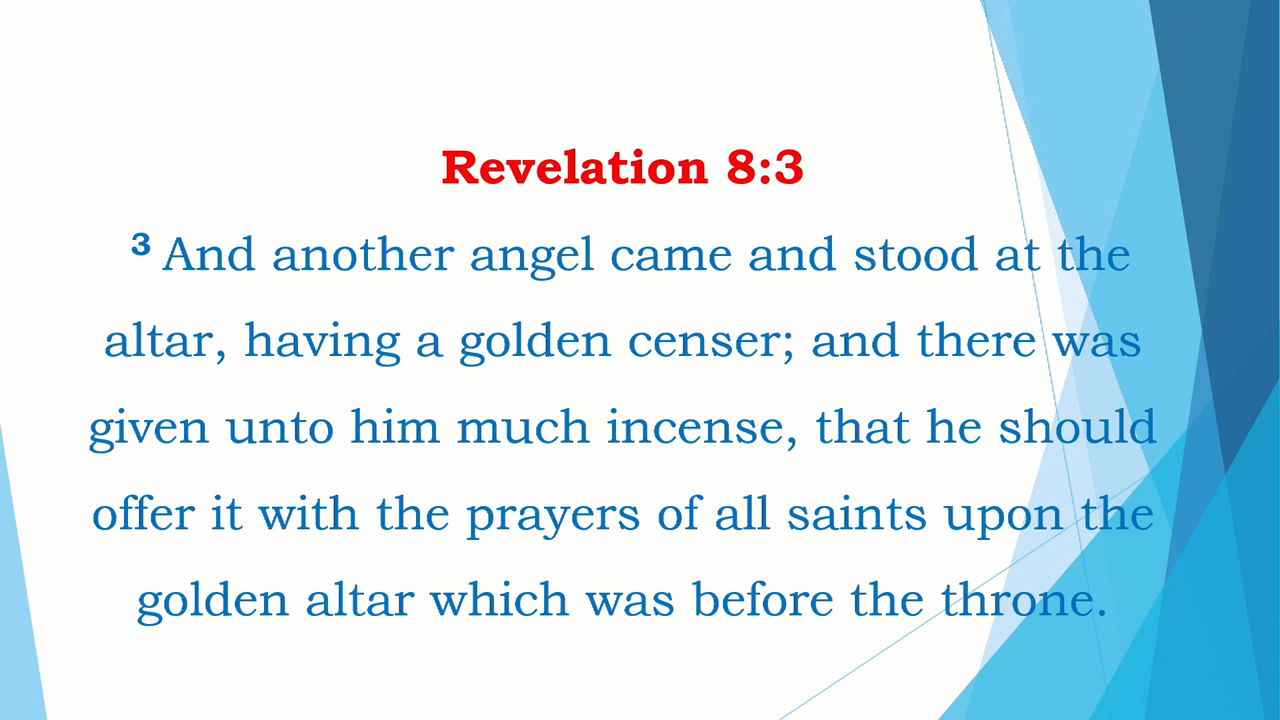 Revelation 8:3
³ And another angel came and stood at the
altar, having a golden censer; and there was
given unto him much incense, that he should
offer it with the prayers of all saints upon the
golden altar which was before the throne.